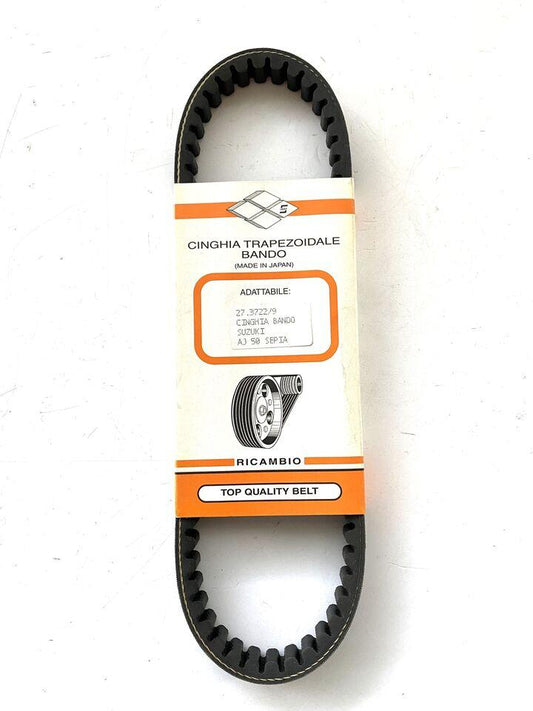 S
CINGHIA TRAPEZOIDALE
BANDO
(MADE IN JAPAN)
ADATTABILE:
27.3722/9
CINGHIA BANDO
SUZUKI
AJ 50 SEPIA
RICAMBIO
TOP QUALITY BELT